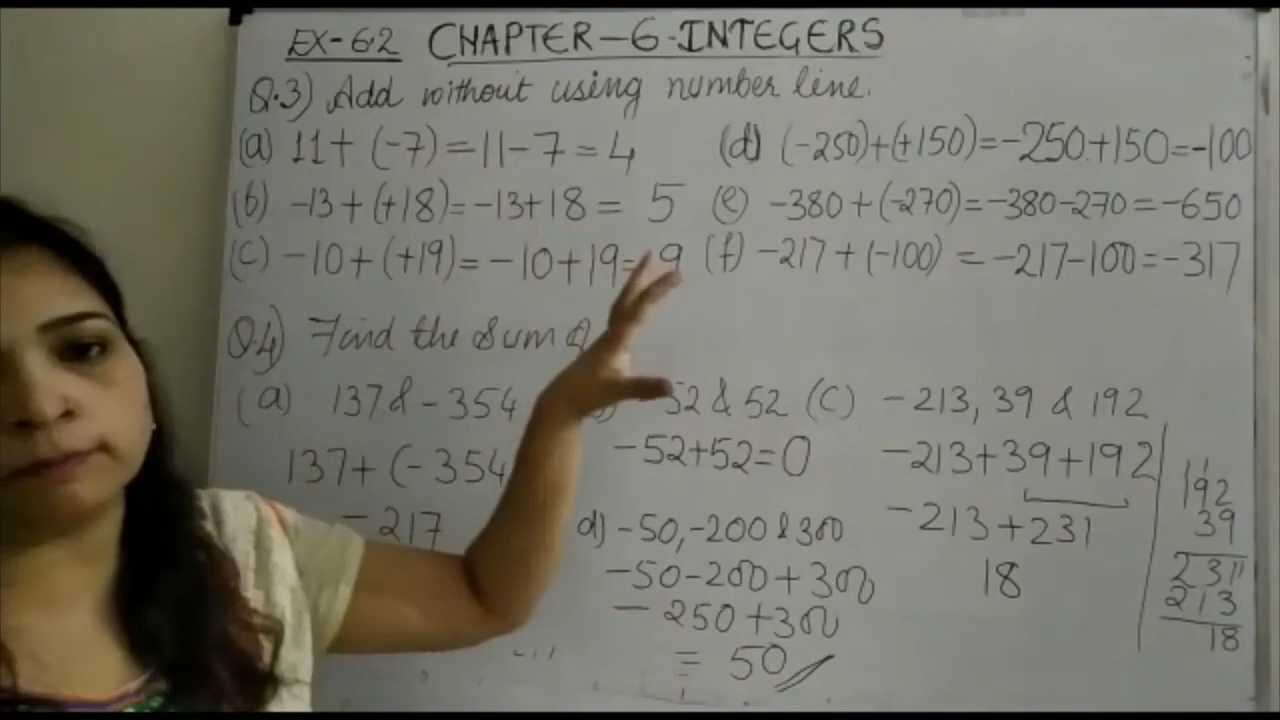 EX-6.2 CHAPTER-6-INTEGERS
Q.3) Add without using number line.
(a) 11+ (-7) = 11-7 = 4
(d) (-250)+(+150)=-250+150=-100
(b) -13+(+18)=-13+18 = 5
(e) -380+(-270)=-380-270=-650
(c) -10+(+19)=-10+19=9
(f) -217+(-100) = -217-100=-317
Q.4) Find the sum
(a) 137 & -354
137+(-354
-217
-52 & 52
-52+52=0
(c) -213, 39 & 192
-213+39+192
-213+231
18
d) -50,-200 & 300
-50-200+300
-250+300
= 50
11
192
39
231
213
18